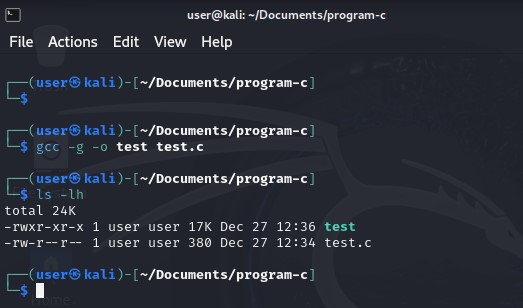 user@kali: ~/Documents/program-c
File Actions Edit View Help
┌──(user㉿kali)-[~/Documents/program-c]
└─$
┌──(user㉿kali)-[~/Documents/program-c]
└─$ gcc -g -o test test.c
┌──(user㉿kali)-[~/Documents/program-c]
└─$ ls -lh
total 24K
-rwxr-xr-x 1 user user 17K Dec 27 12:36 test
-rw-r--r-- 1 user user 380 Dec 27 12:34 test.c
┌──(user㉿kali)-[~/Documents/program-c]
└─$
Home